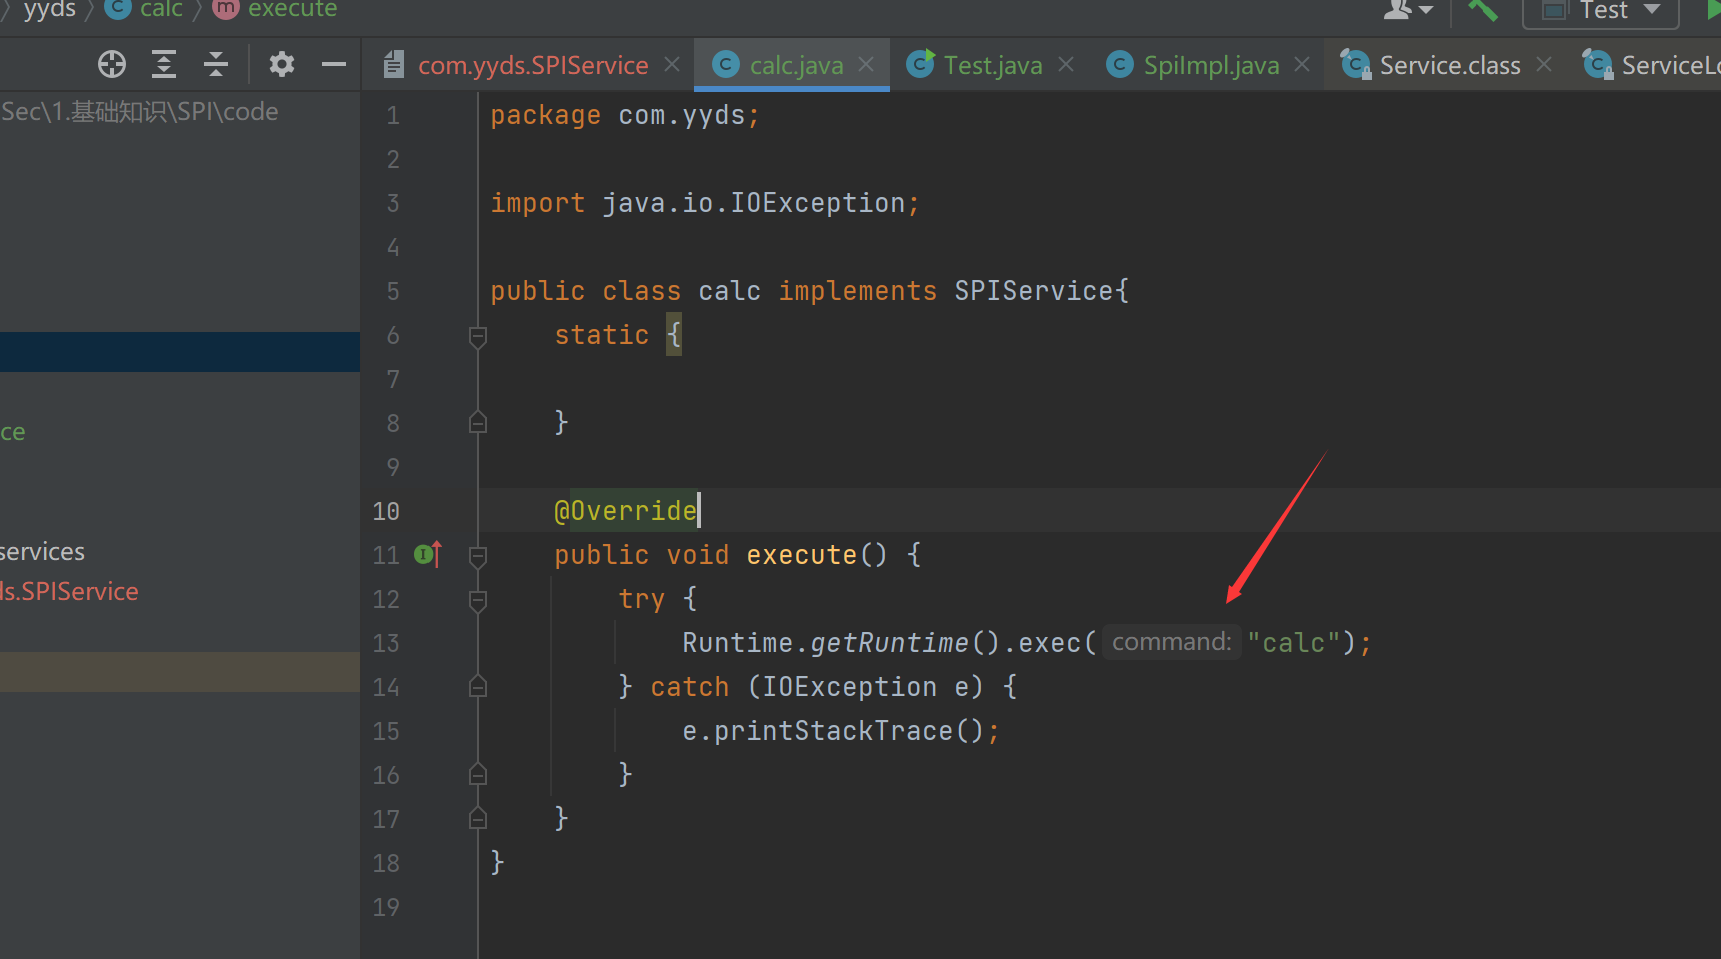 yyds calc execute Test
com.yyds.SPIService calc.java Test.java SpiImpl.java Service.class
Sec\1.基础知识\SPI\code
ce
services
ds.SPIService
1 package com.yyds;
2
3 import java.io.IOException;
4
5 public class calc implements SPIService{
6 static {
7
8 }
9
10 @Override
11 public void execute() {
12 try {
13 Runtime.getRuntime().exec( command: "calc");
14 } catch (IOException e) {
15 e.printStackTrace();
16 }
17 }
18 }
19